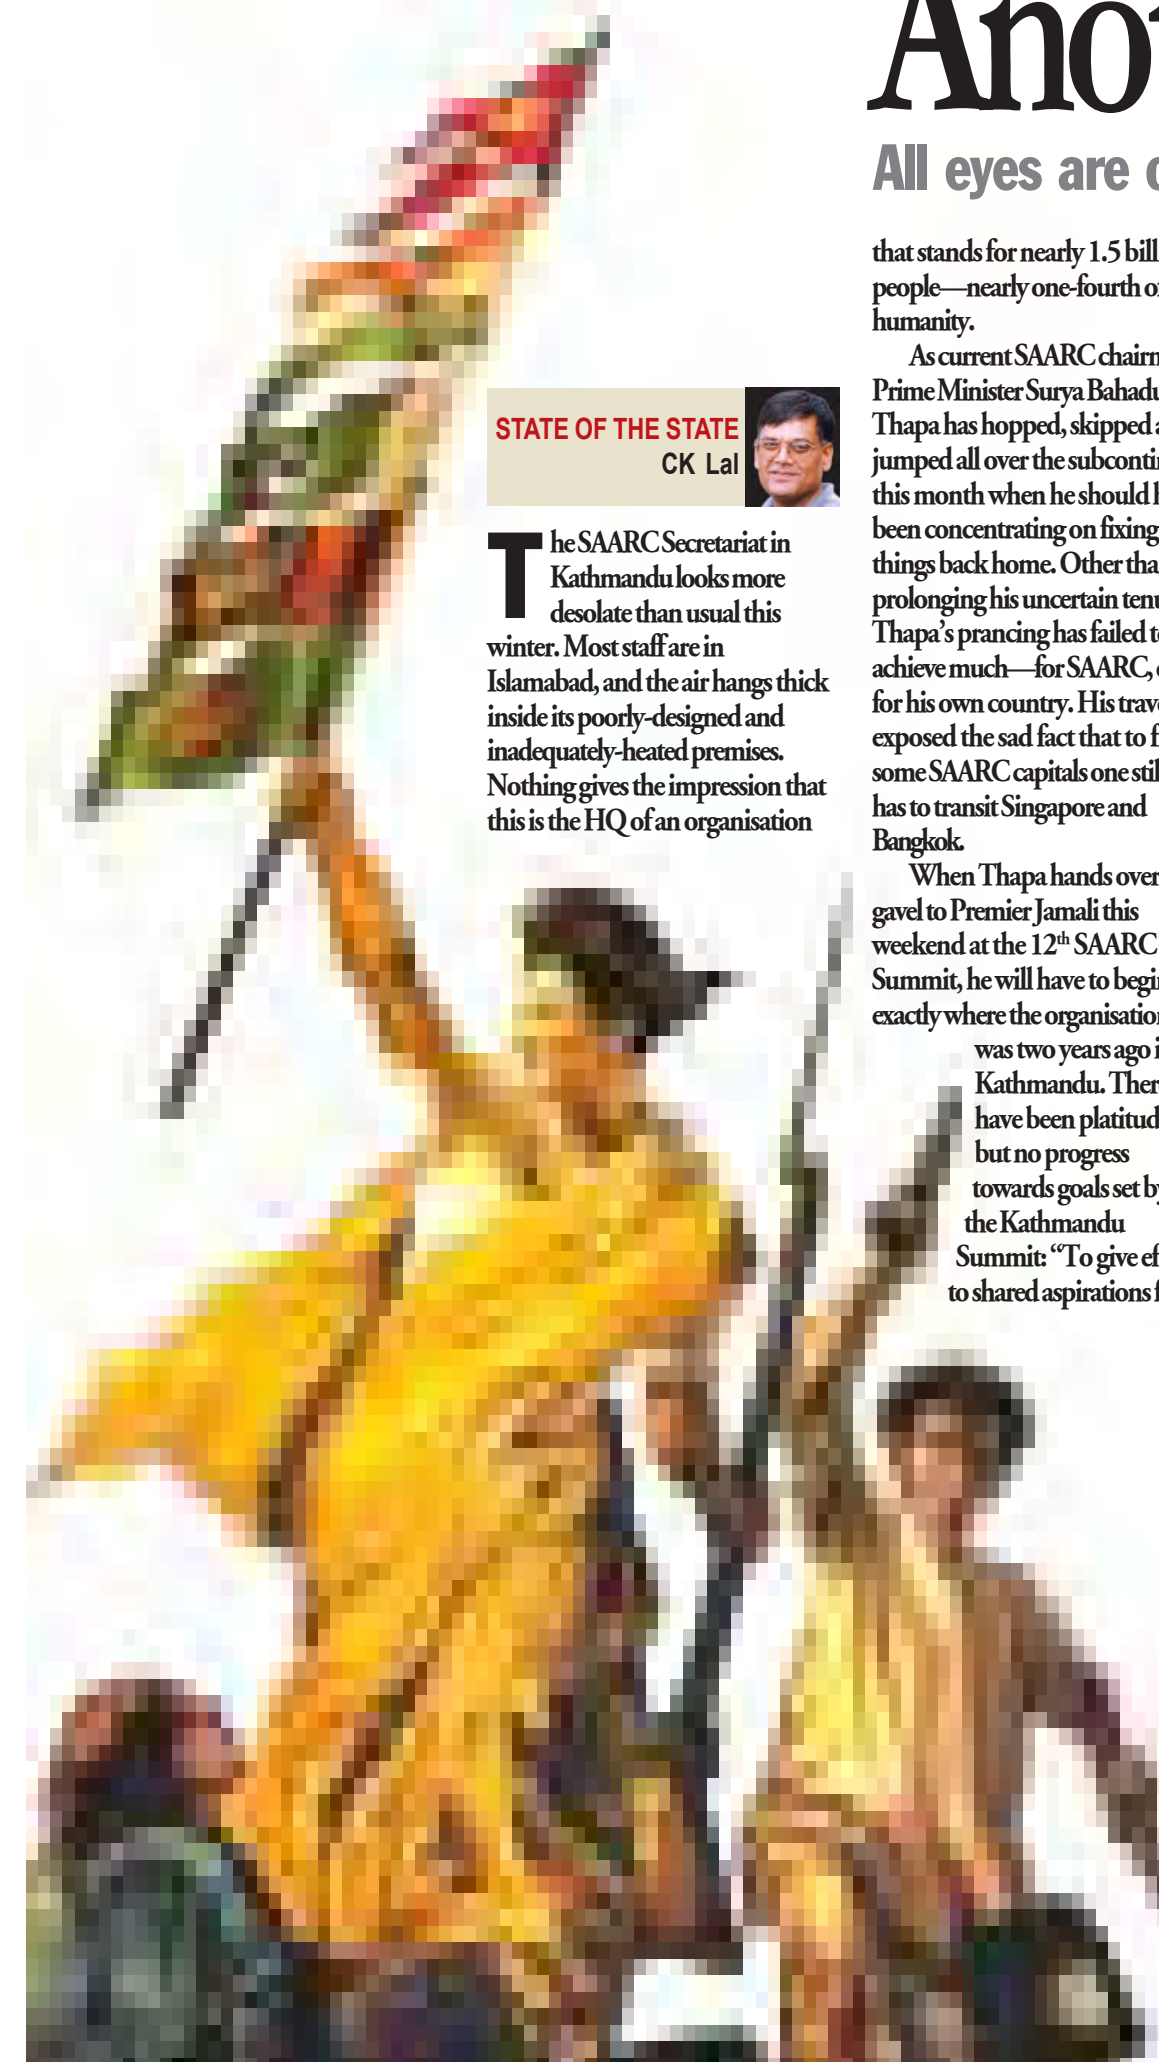 Ano
All eyes are
STATE OF THE STATE
CK Lal
The SAARC Secretariat in
Kathmandu looks more
desolate than usual this
winter. Most staff are in
Islamabad, and the air hangs thick
inside its poorly-designed and
inadequately-heated premises.
Nothing gives the impression that
this is the HQ of an organisation
that stands for nearly 1.5 bill
people—nearly one-fourth o
humanity.
As current SAARC chairm
Prime Minister Surya Bahadu
Thapa has hopped, skipped a
jumped all over the subcontin
this month when he should h
been concentrating on fixing
things back home. Other tha
prolonging his uncertain tenu
Thapa's prancing has failed t
achieve much—for SAARC,
for his own country. His trav
exposed the sad fact that to f
some SAARC capitals one stil
has to transit Singapore and
Bangkok.
When Thapa hands over
gavel to Premier Jamali this
weekend at the 12th SAARC
Summit, he will have to begi
exactly where the organisatio
was two years ago i
Kathmandu. Ther
have been platitud
but no progress
towards goals set by
the Kathmandu
Summit: "To give ef
to shared aspirations f